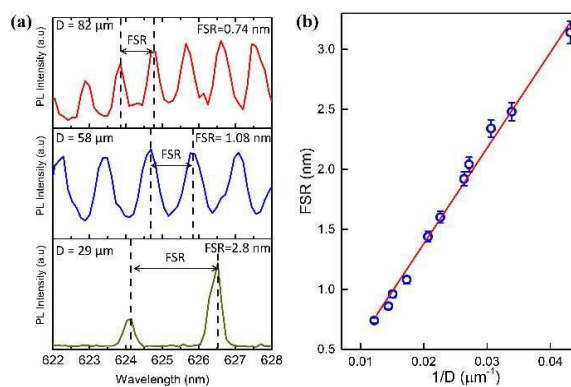 (a)
D = 82 μm
FSR=0.74 nm
FSR
PL Intensity (a.u)
D = 58 μm
FSR= 1.08 nm
FSR
PL Intensity (a.u)
D = 29 μm
FSR=2.8 nm
FSR
PL Intensity (a.u)
622 623 624 625 626 627 628
Wavelength (nm)
(b)
3.0
2.5
2.0
1.5
1.0
0.5
FSR (nm)
0.01 0.02 0.03 0.04
1/D (μm⁻¹)